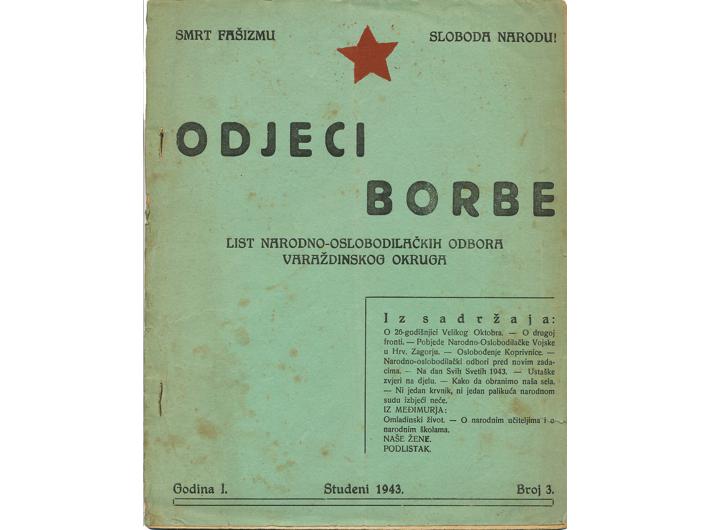 SMRT FAŠIZMU SLOBODA NARODU!
ODJECI
BORBE
LIST NARODNO-OSLOBODILAČKIH ODBORA
VARAŽDINSKOG OKRUGA
Iz sadržaja:
O 26-godišnjici Velikog Oktobra. — O drugoj
fronti. — Pobjede Narodno-Oslobodilačke Vojske
u Hrv. Zagorju. — Oslobođenje Koprivnice. —
Narodno-oslobodilački odbori pred novim zada-
cima. — Na dan Svih Svetih 1943. — Ustaške
zvjeri na djelu. — Kako da obranimo naša sela.
— Ni jedan krvnik, ni jedan palikuća narodnom
sudu izbjeći neće.
IZ MEĐIMURJA:
Omladinski život. — O narodnim učiteljima i o
narodnim školama.
NAŠE ŽENE.
PODLISTAK.
Godina I. Studeni 1943. Broj 3.